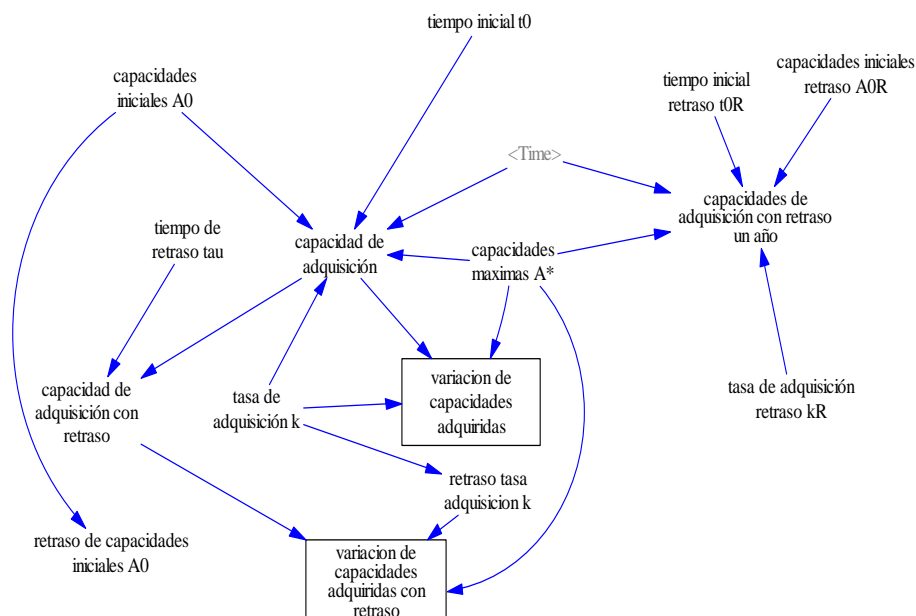 tiempo inicial t0
capacidades
iniciales A0
tiempo inicial
retraso t0R
capacidades iniciales
retraso A0R
<Time>
capacidades de
adquisición con retraso
un año
tiempo de
retraso tau
capacidad de
adquisición
capacidades
maximas A*
capacidad de
adquisición con
retraso
tasa de
adquisición k
variacion de
capacidades
adquiridas
tasa de adquisición
retraso kR
retraso tasa
adquisicion k
retraso de capacidades
iniciales A0
variacion de
capacidades
adquiridas con
retraso